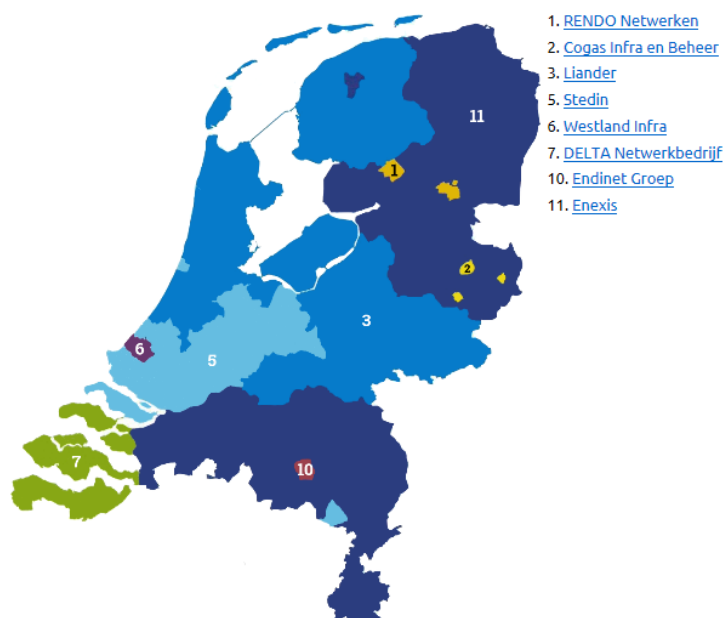 1. RENDO Netwerken
2. Cogas Infra en Beheer
3. Liander
5. Stedin
6. Westland Infra
7. DELTA Netwerkbedrijf
10. Endinet Groep
11. Enexis
11
1
2
3
6
5
7
10